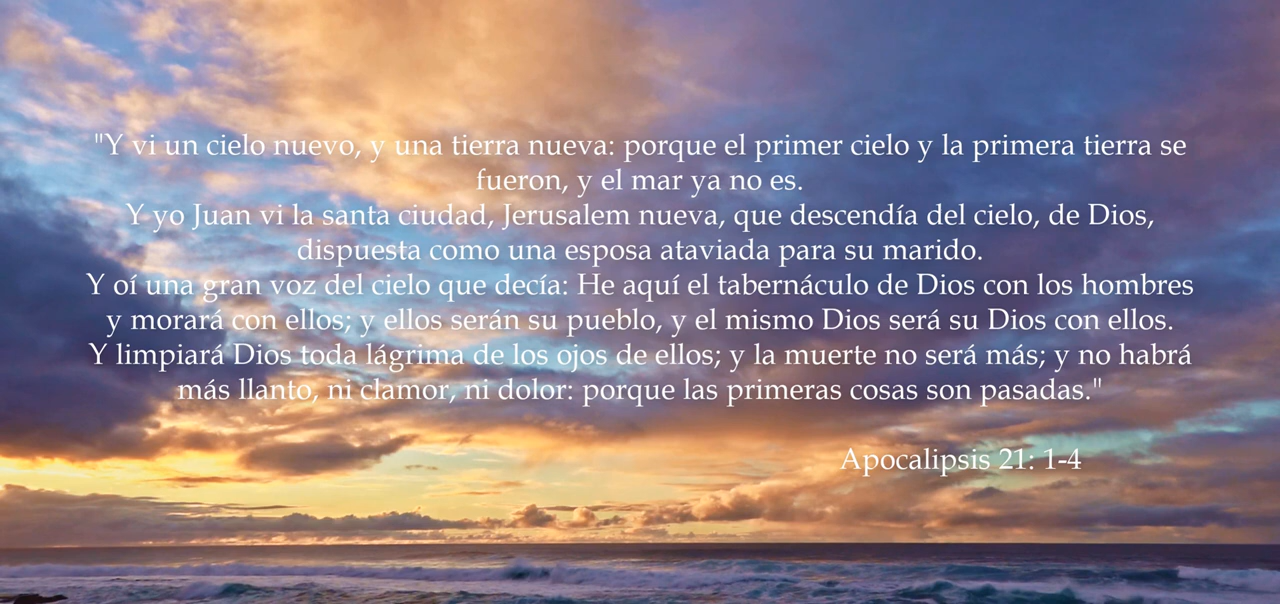 "Y vi un cielo nuevo, y una tierra nueva: porque el primer cielo y la primera tierra se
fueron, y el mar ya no es.
Y yo Juan vi la santa ciudad, Jerusalem nueva, que descendía del cielo, de Dios,
dispuesta como una esposa ataviada para su marido.
Y oí una gran voz del cielo que decía: He aquí el tabernáculo de Dios con los hombres
y morará con ellos; y ellos serán su pueblo, y el mismo Dios será su Dios con ellos.
Y limpiará Dios toda lágrima de los ojos de ellos; y la muerte no será más; y no habrá
más llanto, ni clamor, ni dolor: porque las primeras cosas son pasadas."
Apocalipsis 21: 1-4